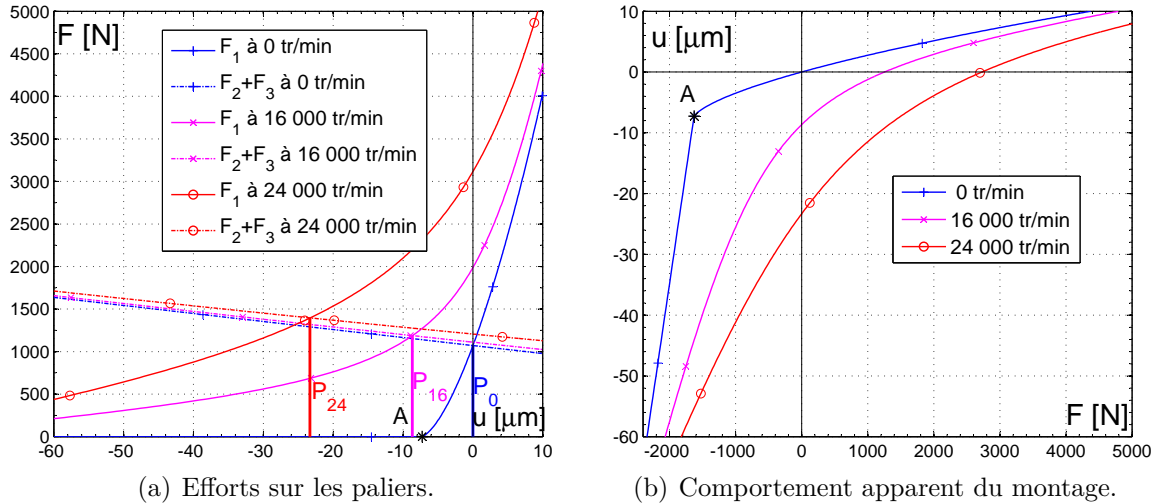 F [N]
F1 à 0 tr/min
F2+F3 à 0 tr/min
F1 à 16 000 tr/min
F2+F3 à 16 000 tr/min
F1 à 24 000 tr/min
F2+F3 à 24 000 tr/min
5000
4500
4000
3500
3000
2500
2000
1500
1000
500
0
P24
P16
P0
A
u [μm]
-60 -50 -40 -30 -20 -10 0 10
(a) Efforts sur les paliers.
u [μm]
A
0 tr/min
16 000 tr/min
24 000 tr/min
10
0
-10
-20
-30
-40
-50
-60
F [N]
-2000 -1000 0 1000 2000 3000 4000 5000
(b) Comportement apparent du montage.